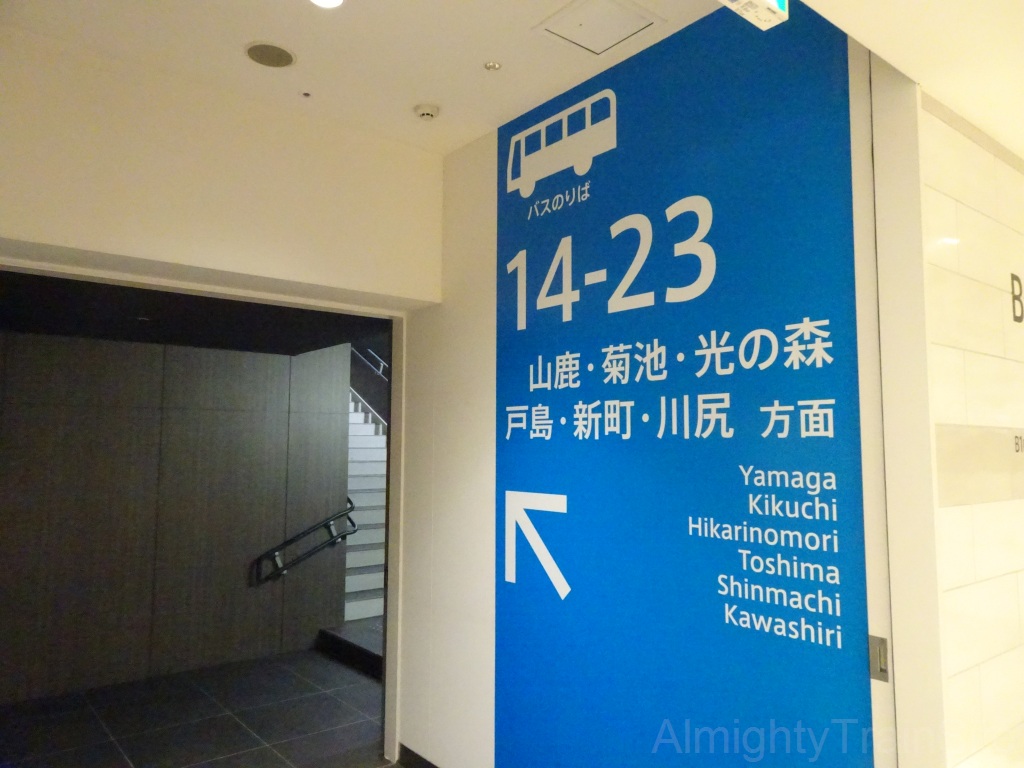 バスのりば
14-23
山鹿・菊池・光の森
戸島・新町・川尻 方面
Yamaga
Kikuchi
Hikarinomori
Toshima
Shinmachi
Kawashiri
B
B1